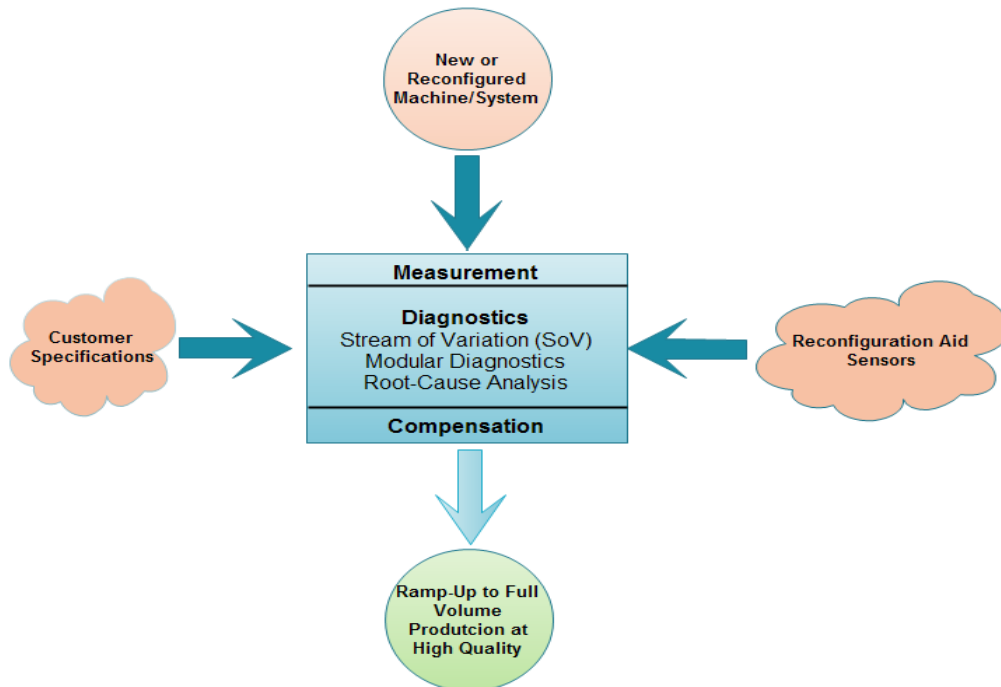 New or
Reconfigured
Machine/System
Measurement
Diagnostics
Stream of Variation (SoV)
Modular Diagnostics
Root-Cause Analysis
Compensation
Customer
Specifications
Reconfiguration Aid
Sensors
Ramp-Up to Full
Volume
Produtcion at
High Quality